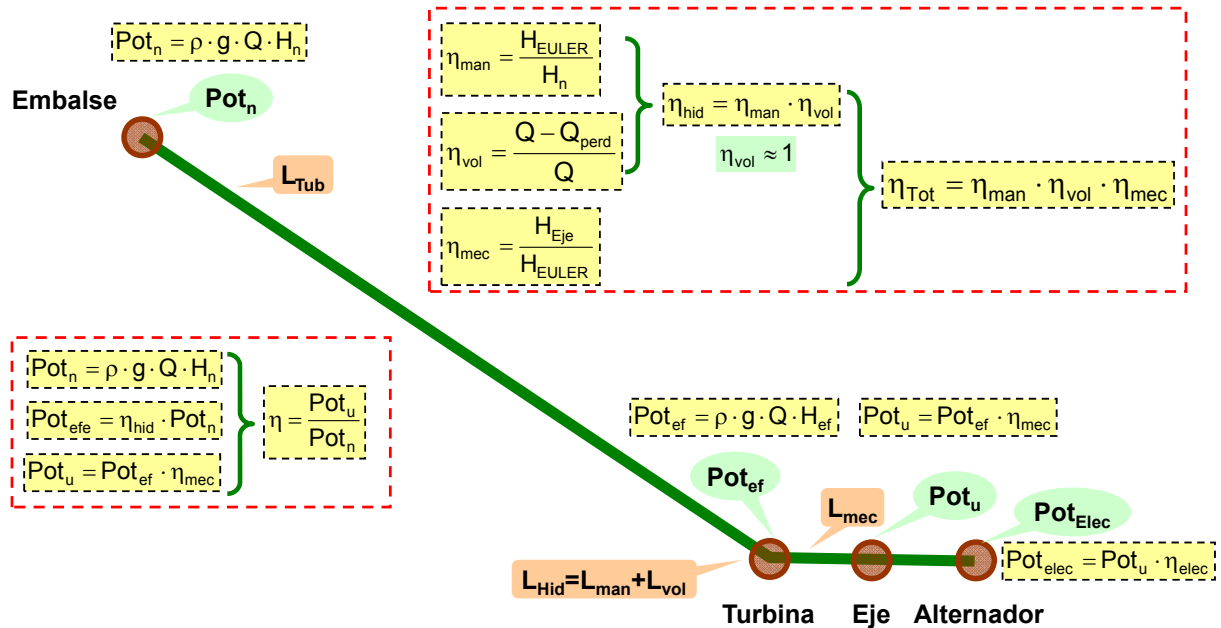 Pot_n = ρ·g·Q·H_n
Embalse
Pot_n
L_Tub
η_man = H_EULER / H_n
η_vol = (Q − Q_perd) / Q
η_mec = H_Eje / H_EULER
η_hid = η_man · η_vol
η_vol ≈ 1
η_Tot = η_man · η_vol · η_mec
Pot_n = ρ·g·Q·H_n
Pot_efe = η_hid · Pot_n
Pot_u = Pot_ef · η_mec
η = Pot_u / Pot_n
Pot_ef = ρ·g·Q·H_ef
Pot_u = Pot_ef · η_mec
Pot_ef
L_mec
Pot_u
Pot_Elec
Pot_elec = Pot_u · η_elec
L_Hid=L_man+L_vol
Turbina
Eje
Alternador